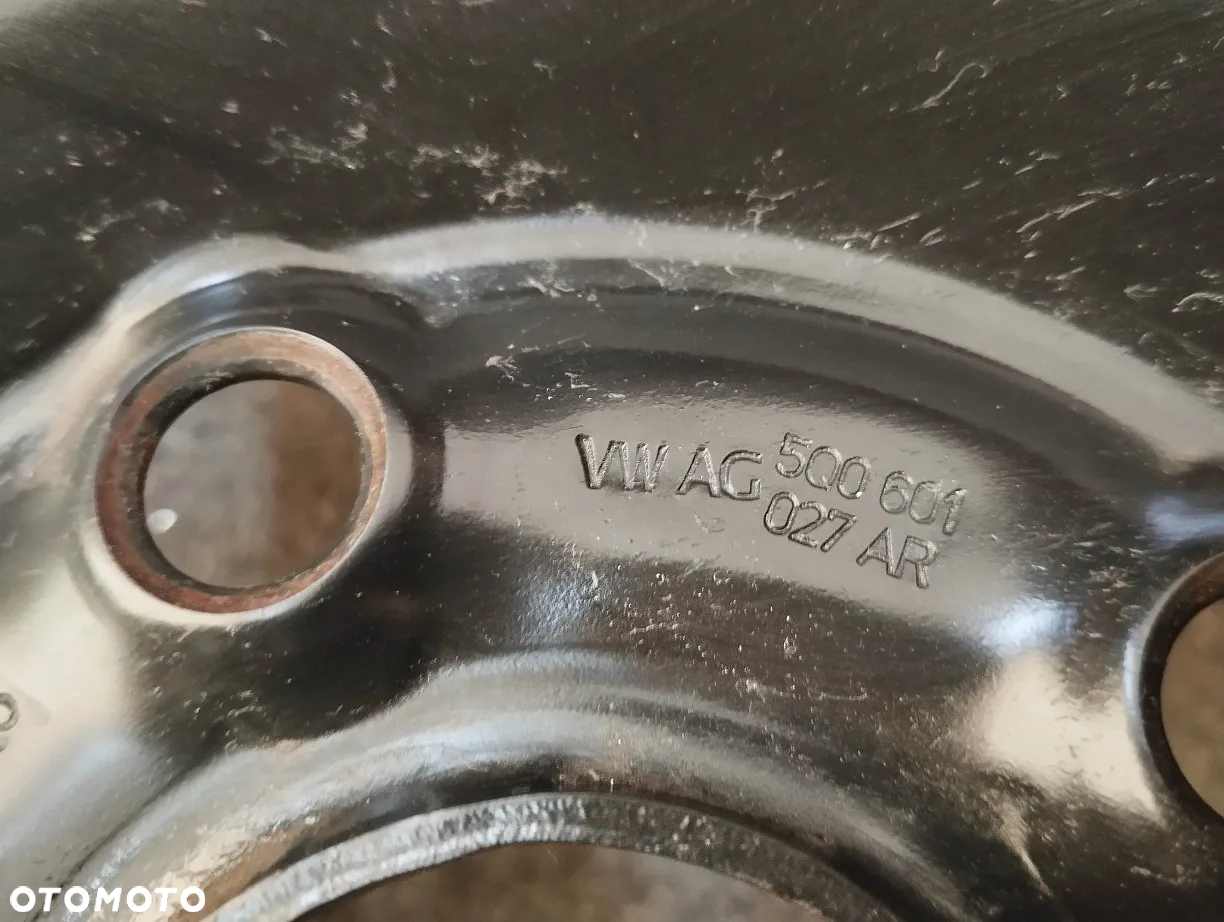 VW AG 5Q0 601
027 AR
OTOMOTO